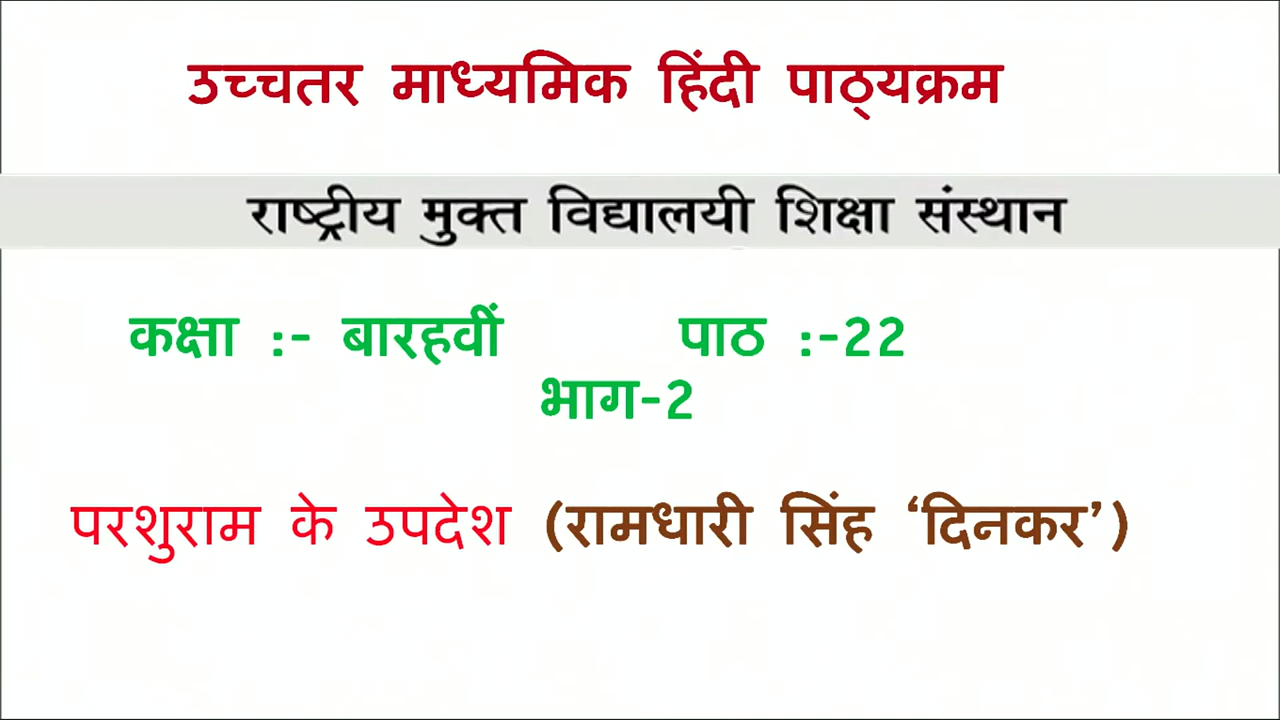 उच्चतर माध्यमिक हिंदी पाठ्यक्रम
राष्ट्रीय मुक्त विद्यालयी शिक्षा संस्थान
कक्षा :- बारहवीं पाठ :-22
भाग-2
परशुराम के उपदेश (रामधारी सिंह ‘दिनकर’)